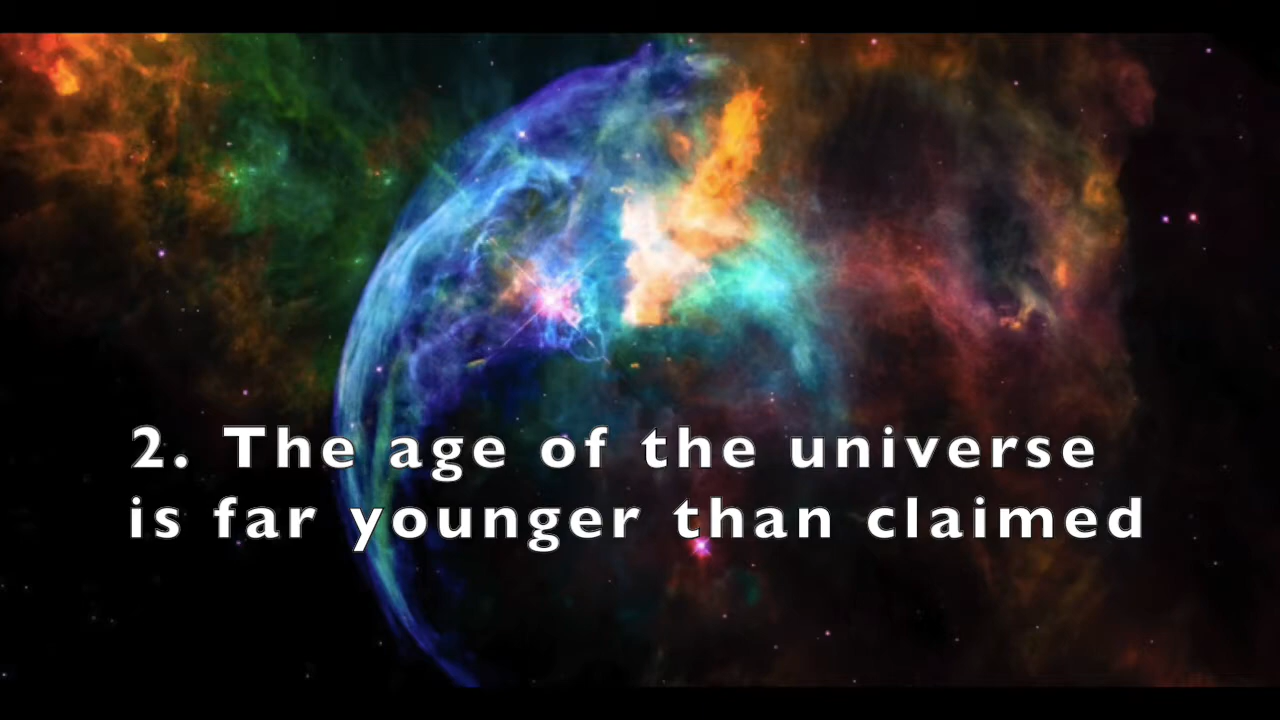 2. The age of the universe
is far younger than claimed